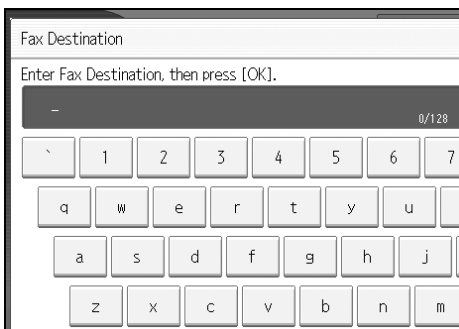 Fax Destination
Enter Fax Destination, then press [OK].
_
0/128
` 1 2 3 4 5 6 7
q w e r t y u
a s d f g h j
z x c v b n m